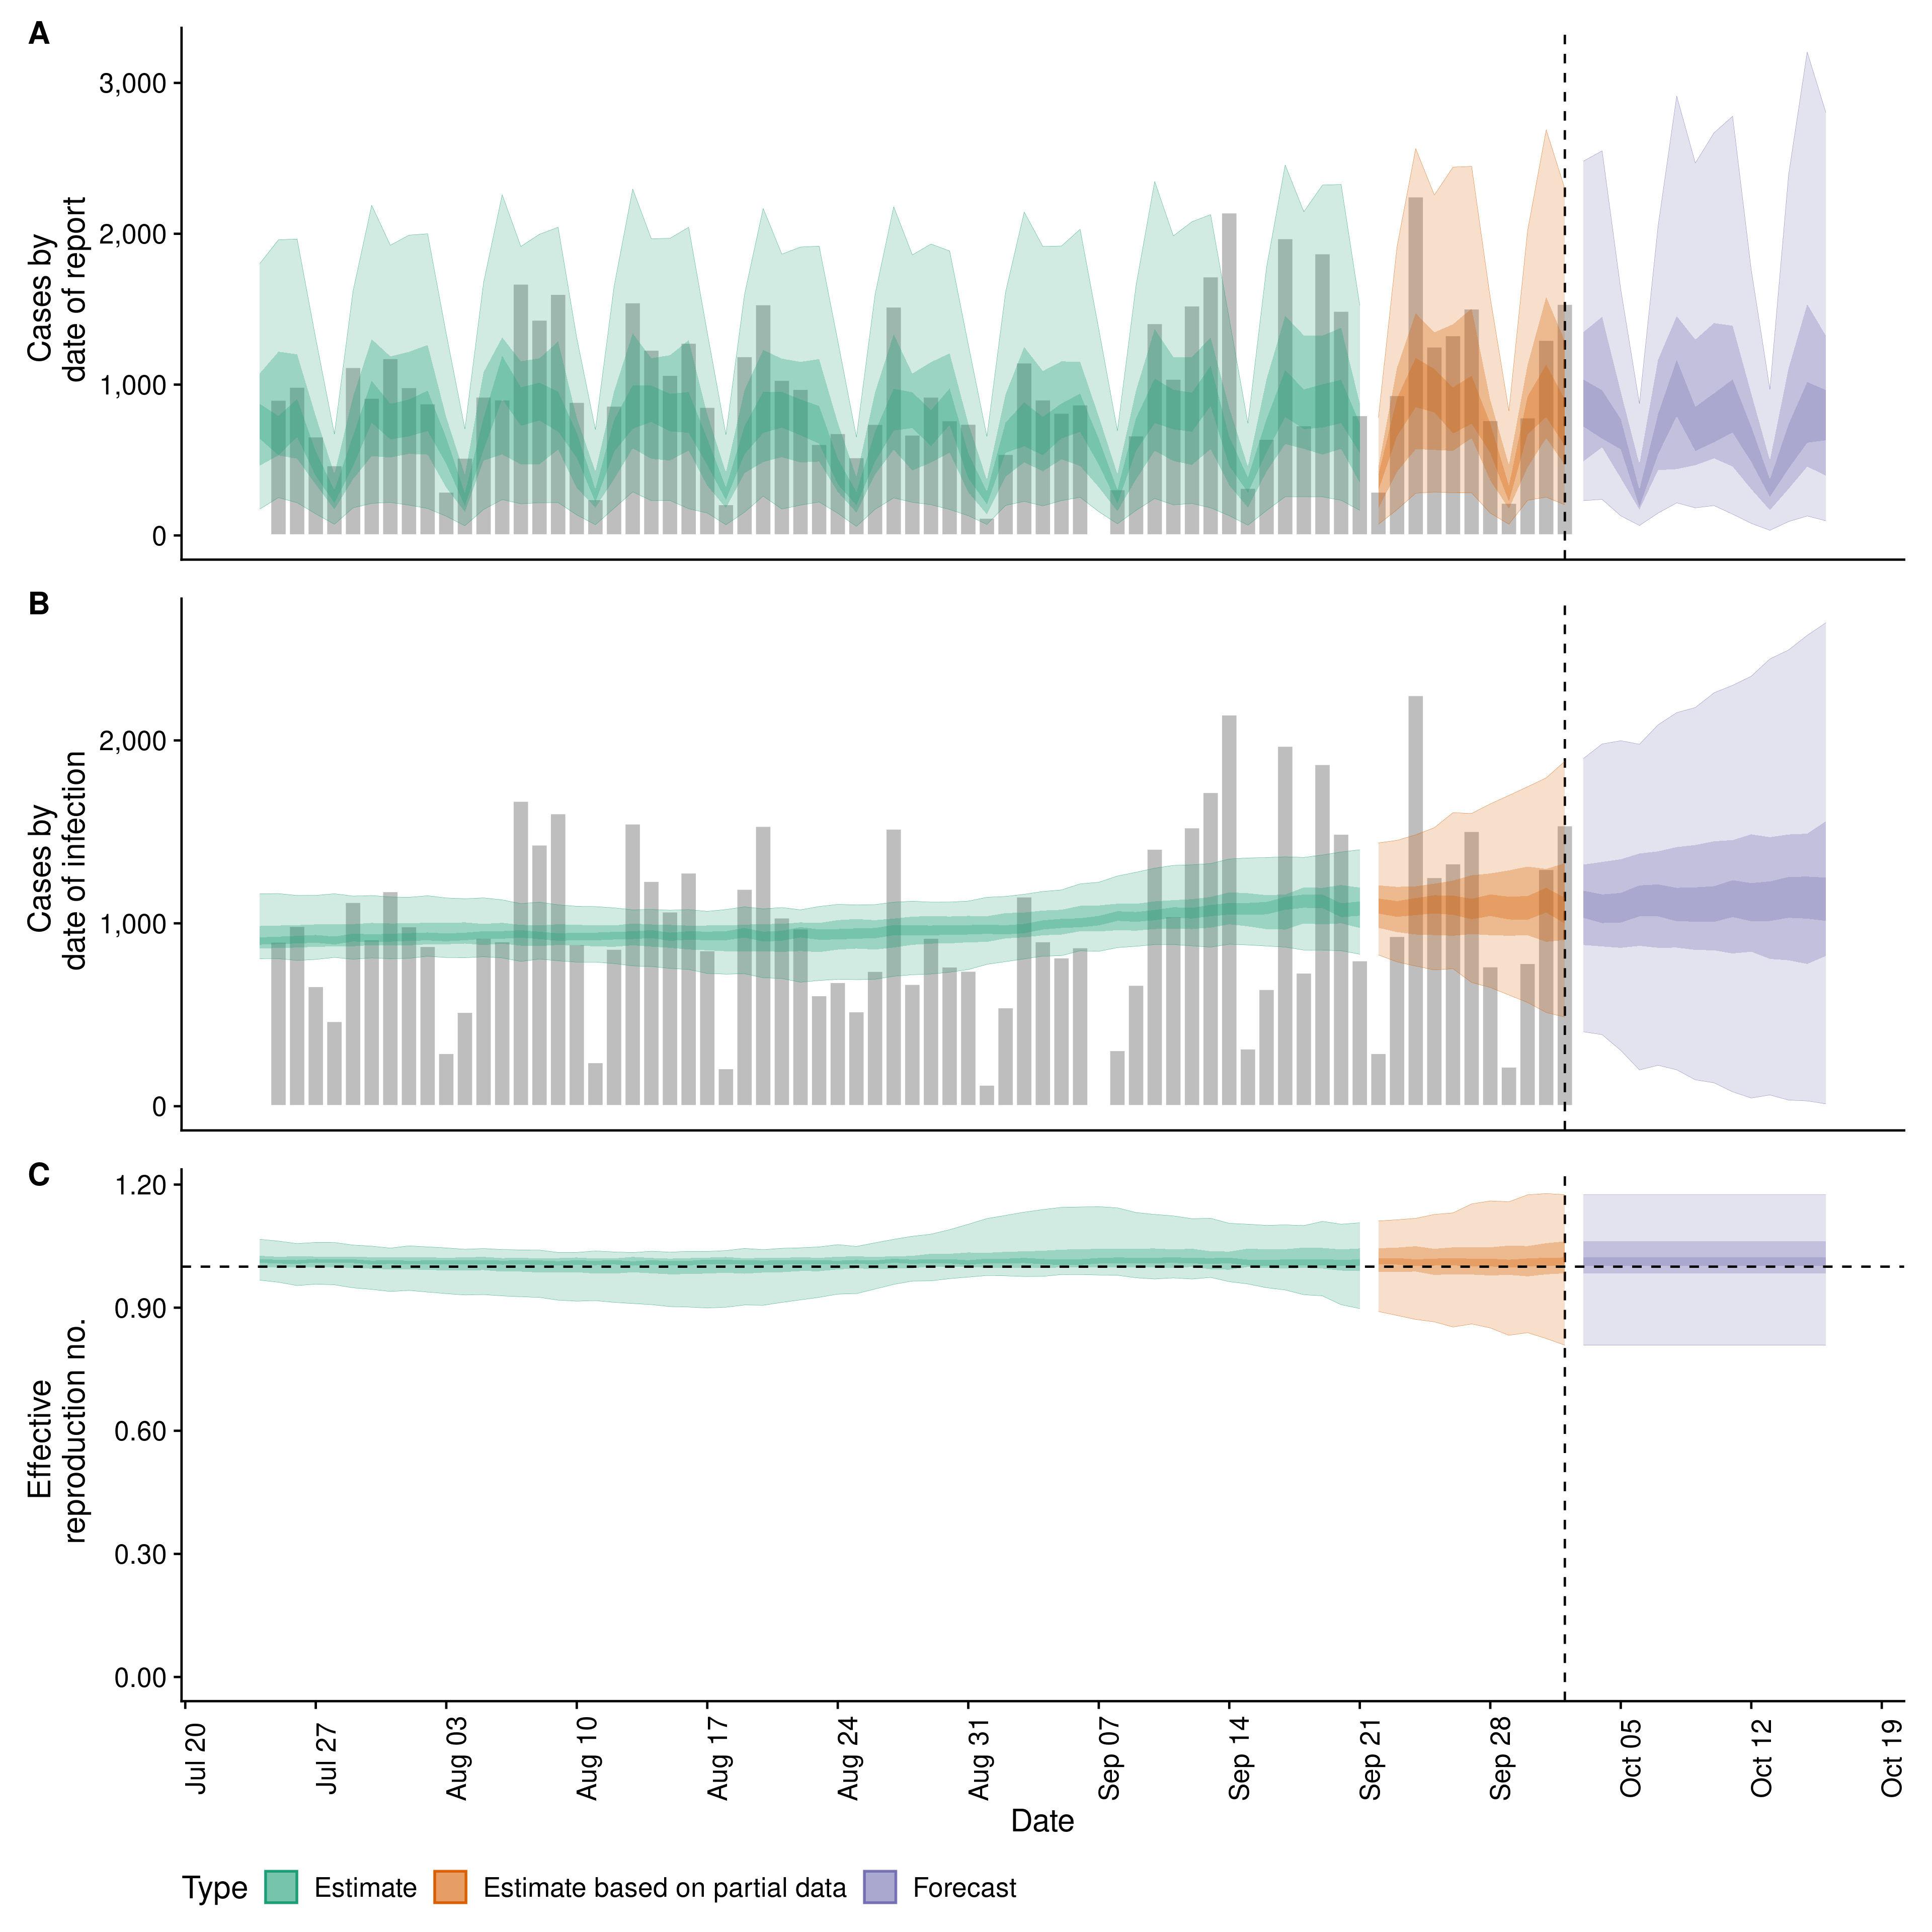 A
3,000
2,000
1,000
0
Cases by
date of report
B
2,000
1,000
0
Cases by
date of infection
C
1.20
0.90
0.60
0.30
0.00
Effective
reproduction no.
Jul 20
Jul 27
Aug 03
Aug 10
Aug 17
Aug 24
Aug 31
Sep 07
Sep 14
Sep 21
Sep 28
Oct 05
Oct 12
Oct 19
Date
Type Estimate Estimate based on partial data Forecast